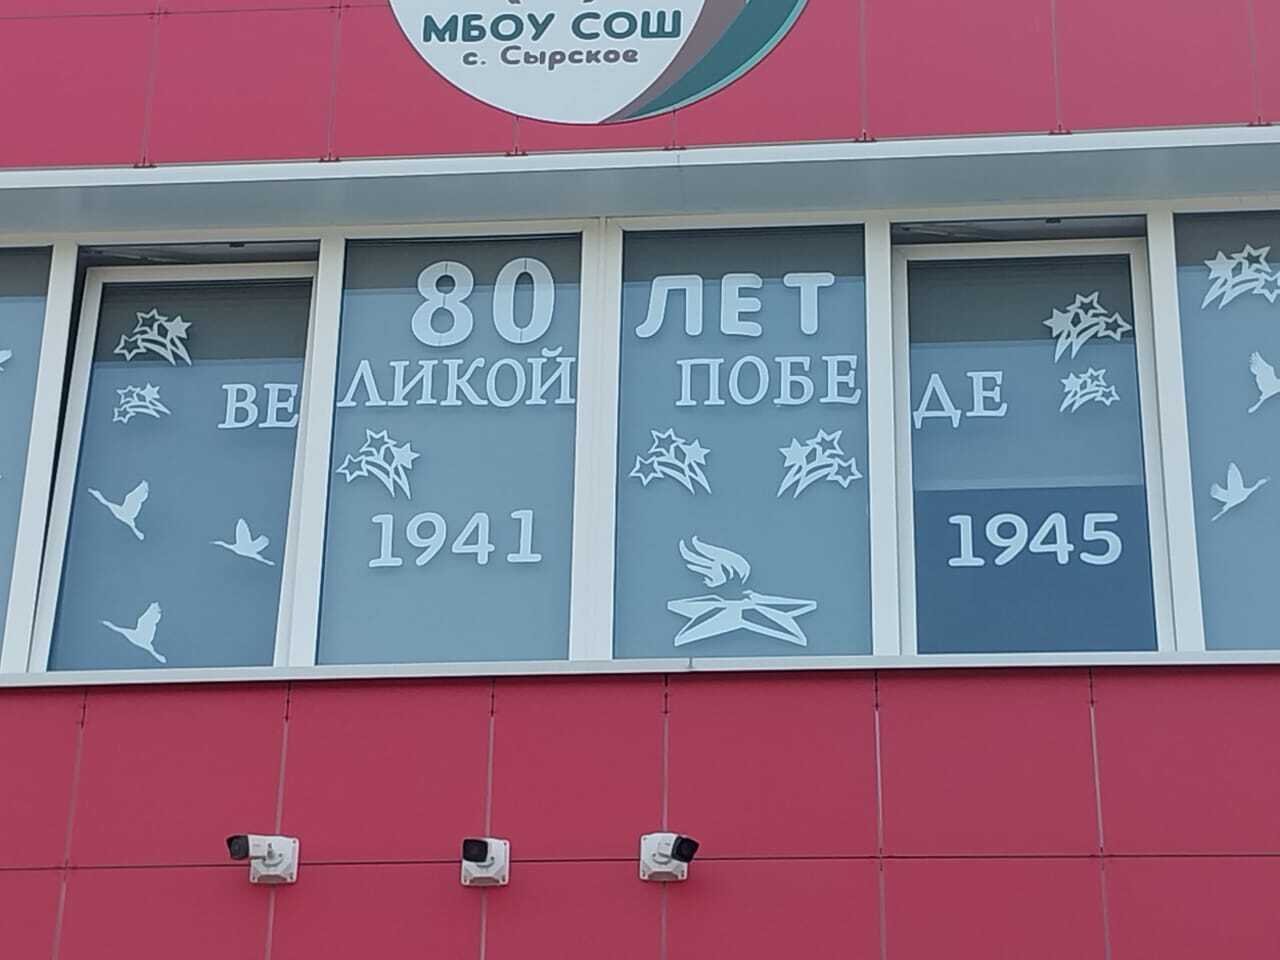 МБОУ СОШ
с. Сырское
80 ЛЕТ
ВЕЛИКОЙ ПОБЕДЕ
1941 1945